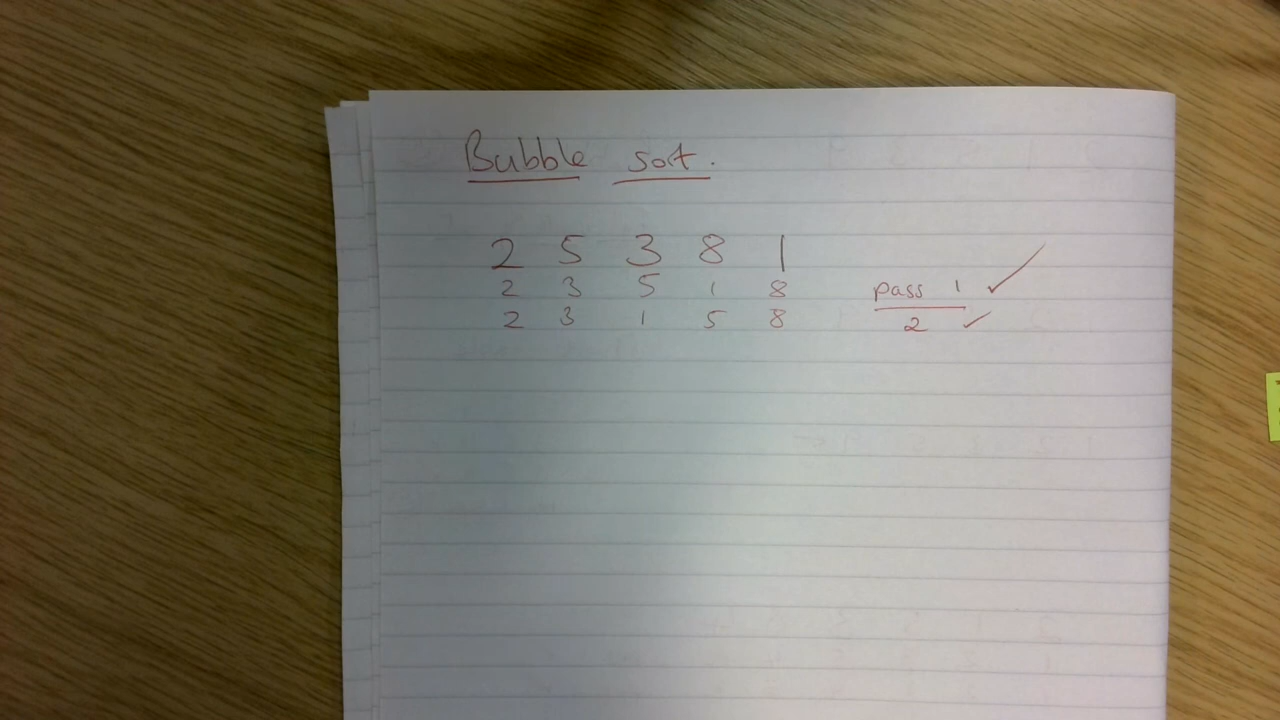 Bubble sort.
2 5 3 8 1
2 3 5 1 8 pass 1 ✓
2 3 1 5 8 2 ✓